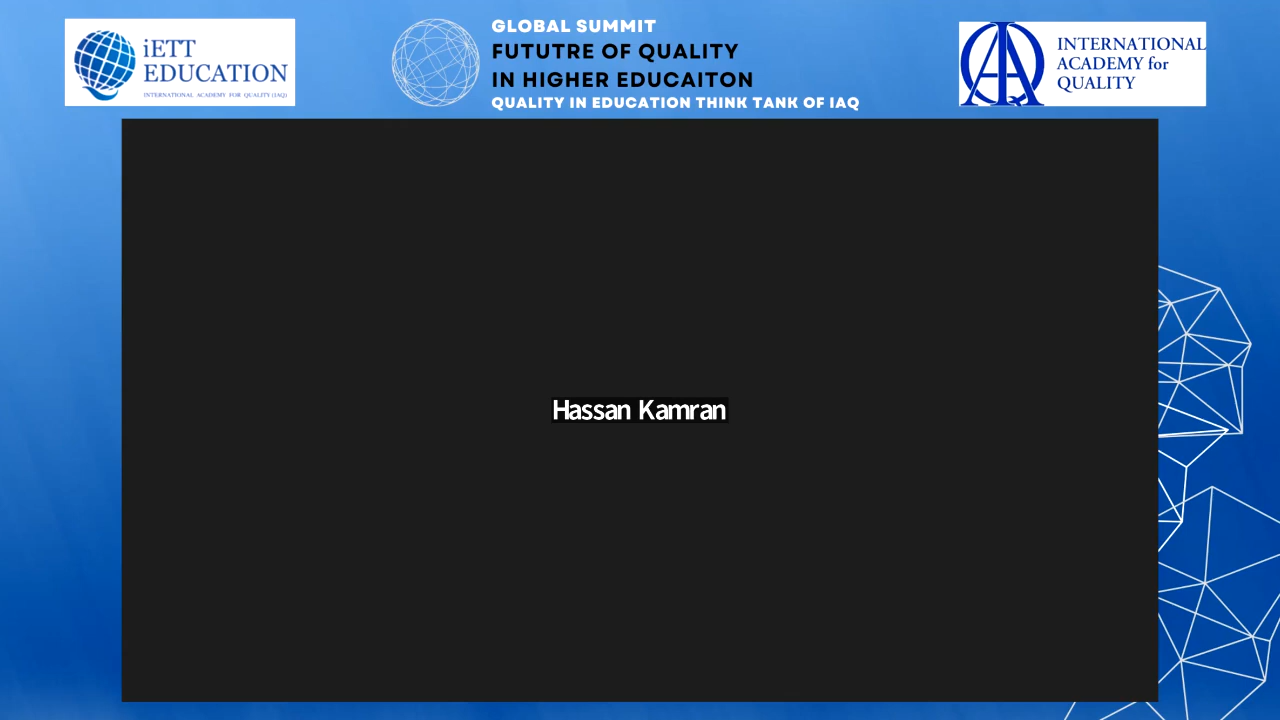 iETT
EDUCATION
INTERNATIONAL ACADEMY FOR QUALITY (IAQ)
GLOBAL SUMMIT
FUTUTRE OF QUALITY
IN HIGHER EDUCAITON
QUALITY IN EDUCATION THINK TANK OF IAQ
INTERNATIONAL
ACADEMY for
QUALITY
Hassan Kamran